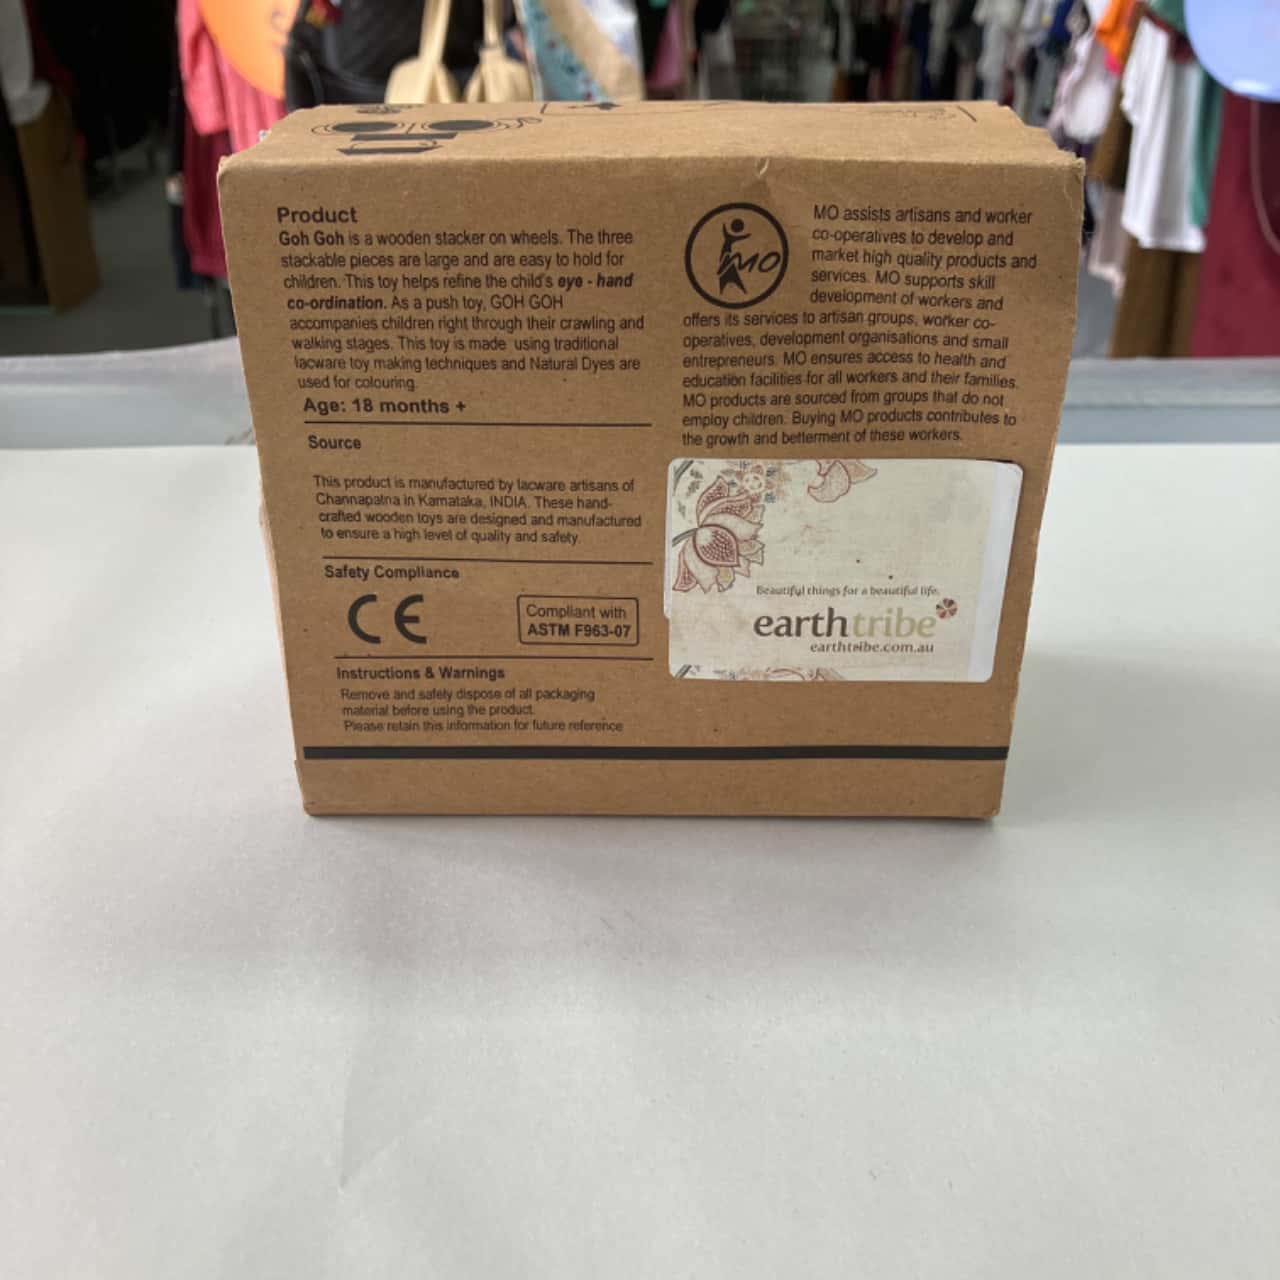 Product
Goh Goh is a wooden stacker on wheels. The three
stackable pieces are large and are easy to hold for
children. This toy helps refine the child's eye - hand
co-ordination. As a push toy, GOH GOH
accompanies children right through their crawling and
walking stages. This toy is made using traditional
lacware toy making techniques and Natural Dyes are
used for colouring.
Age: 18 months +
Source
This product is manufactured by lacware artisans of
Channapatna in Karnataka, INDIA. These hand-
crafted wooden toys are designed and manufactured
to ensure a high level of quality and safety.
Safety Compliance
CE
Compliant with
ASTM F963-07
Instructions & Warnings
Remove and safely dispose of all packaging
material before using the product.
Please retain this information for future reference
MO
MO assists artisans and worker
co-operatives to develop and
market high quality products and
services. MO supports skill
development of workers and
offers its services to artisan groups, worker co-
operatives, development organisations and small
entrepreneurs. MO ensures access to health and
education facilities for all workers and their families.
MO products are sourced from groups that do not
employ children. Buying MO products contributes to
the growth and betterment of these workers.
Beautiful things for a beautiful life.
earthtribe
earthtribe.com.au